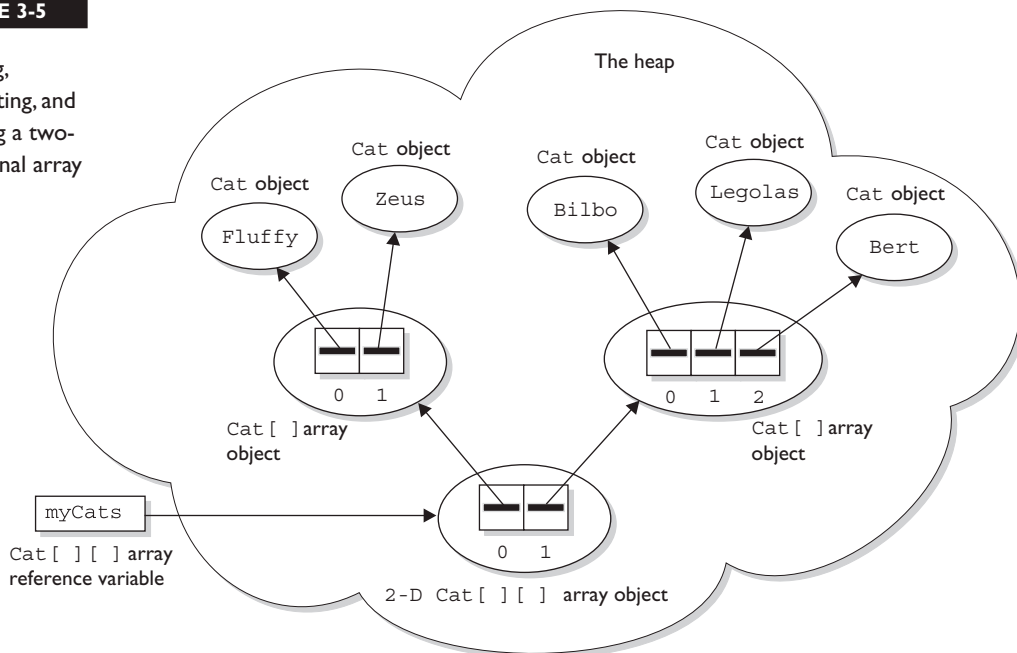 E 3-5
g,
ting, and
g a two-
nal array
The heap
Cat object
Zeus
Cat object
Fluffy
Cat object
Bilbo
Cat object
Legolas
Cat object
Bert
0 1
Cat [ ] array
object
0 1 2
Cat [ ] array
object
myCats
Cat [ ] [ ] array
reference variable
0 1
2-D Cat [ ] [ ] array object